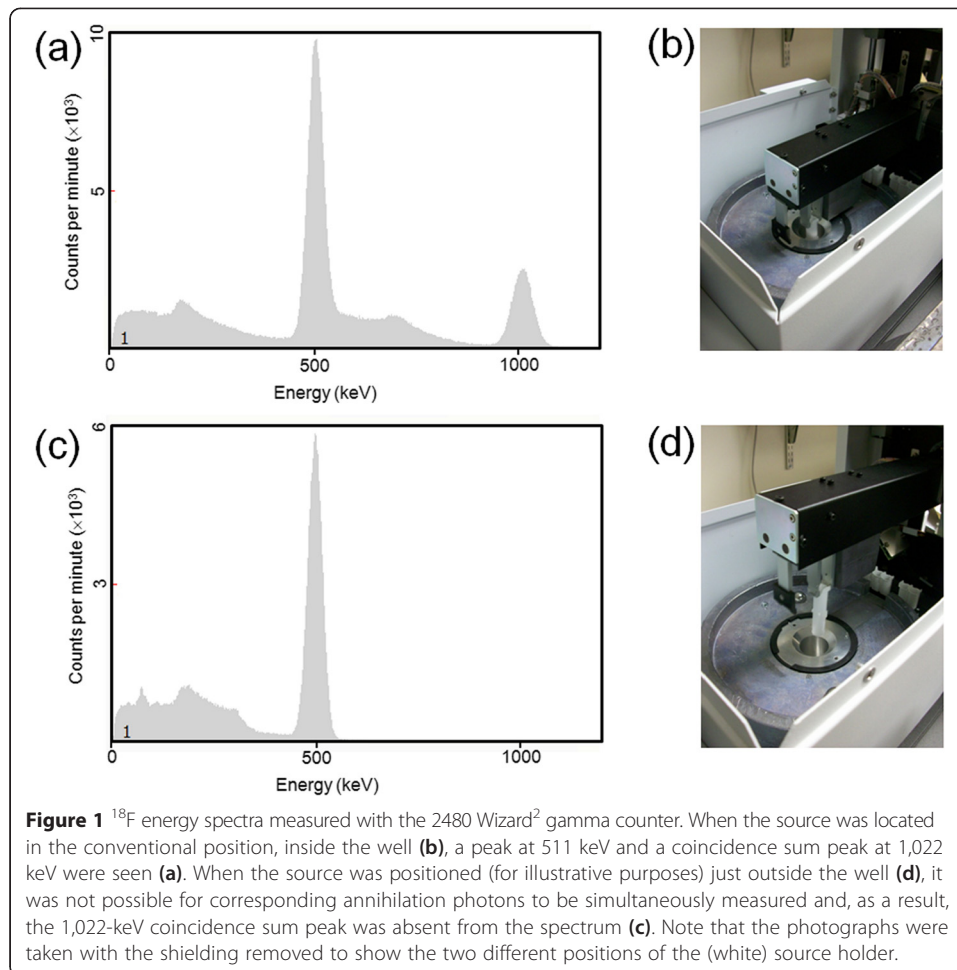 (a)
10
5
Counts per minute (×10³)
1
0
500
1000
Energy (keV)
(b)
(c)
6
3
Counts per minute (×10³)
1
0
500
1000
Energy (keV)
(d)
Figure 1 ¹⁸F energy spectra measured with the 2480 Wizard² gamma counter. When the source was located
in the conventional position, inside the well (b), a peak at 511 keV and a coincidence sum peak at 1,022
keV were seen (a). When the source was positioned (for illustrative purposes) just outside the well (d), it
was not possible for corresponding annihilation photons to be simultaneously measured and, as a result,
the 1,022-keV coincidence sum peak was absent from the spectrum (c). Note that the photographs were
taken with the shielding removed to show the two different positions of the (white) source holder.